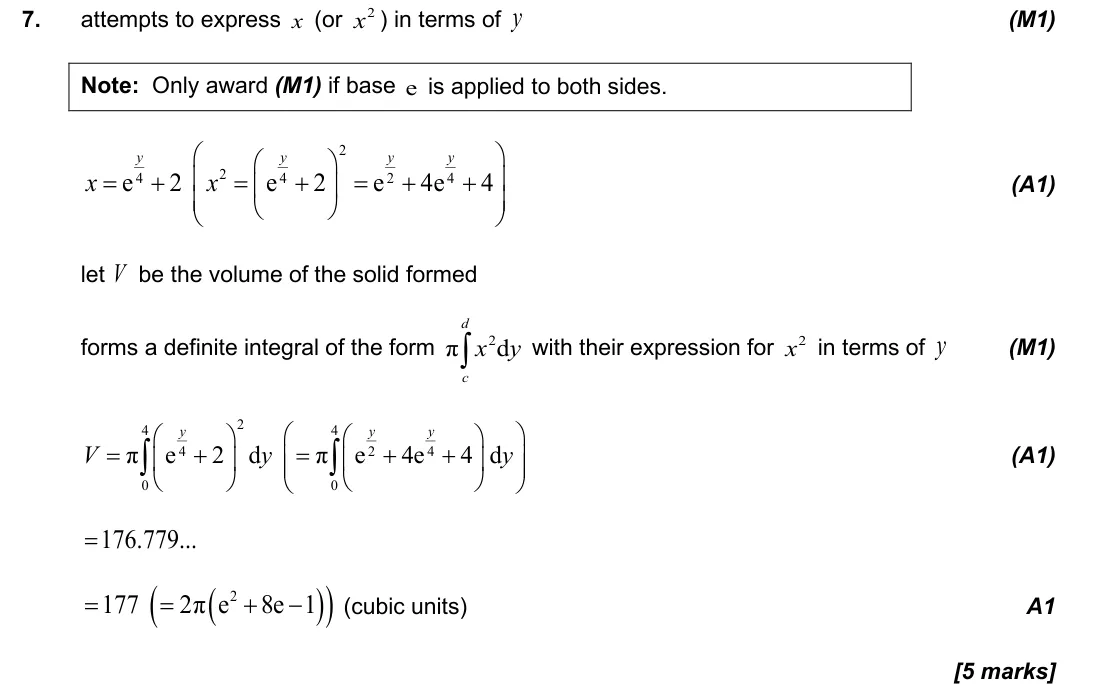 7. attempts to express x (or x²) in terms of y (M1)
Note: Only award (M1) if base e is applied to both sides.
x = e^(y/4) + 2 (x² = (e^(y/4) + 2)² = e^(y/2) + 4e^(y/4) + 4) (A1)
let V be the volume of the solid formed
forms a definite integral of the form π∫_c^d x²dy with their expression for x² in terms of y (M1)
V = π∫_0^4 (e^(y/4) + 2)² dy (= π∫_0^4 (e^(y/2) + 4e^(y/4) + 4) dy) (A1)
= 176.779...
= 177 (= 2π(e² + 8e − 1)) (cubic units) A1
[5 marks]